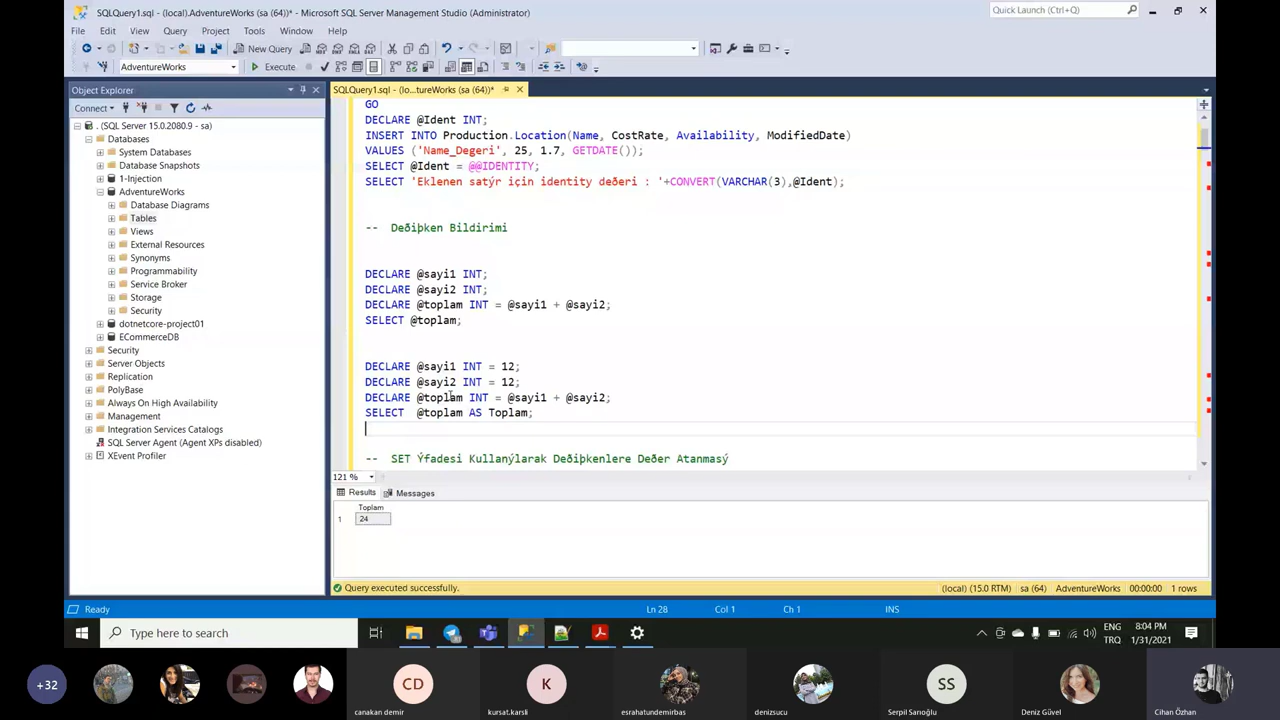 SQLQuery1.sql - (local).AdventureWorks (sa (64))* - Microsoft SQL Server Management Studio (Administrator)
Quick Launch (Ctrl+Q)
File Edit View Query Project Tools Window Help
New Query
AdventureWorks
Execute
Object Explorer
Connect
. (SQL Server 15.0.2080.9 - sa)
Databases
System Databases
Database Snapshots
1-Injection
AdventureWorks
Database Diagrams
Tables
Views
External Resources
Synonyms
Programmability
Service Broker
Storage
Security
dotnetcore-project01
ECommerceDB
Security
Server Objects
Replication
PolyBase
Always On High Availability
Management
Integration Services Catalogs
SQL Server Agent (Agent XPs disabled)
XEvent Profiler
SQLQuery1.sql - (lo...tureWorks (sa (64))*
GO
DECLARE @Ident INT;
INSERT INTO Production.Location(Name, CostRate, Availability, ModifiedDate)
VALUES ('Name_Degeri', 25, 1.7, GETDATE());
SELECT @Ident = @@IDENTITY;
SELECT 'Eklenen satýr için identity deðeri : '+CONVERT(VARCHAR(3),@Ident);
-- Deðiþken Bildirimi
DECLARE @sayi1 INT;
DECLARE @sayi2 INT;
DECLARE @toplam INT = @sayi1 + @sayi2;
SELECT @toplam;
DECLARE @sayi1 INT = 12;
DECLARE @sayi2 INT = 12;
DECLARE @toplam INT = @sayi1 + @sayi2;
SELECT @toplam AS Toplam;
-- SET Ýfadesi Kullanýlarak Deðiþkenlere Deðer Atanmasý
121 %
Results Messages
Toplam
1 24
Query executed successfully.
(local) (15.0 RTM) sa (64) AdventureWorks 00:00:00 1 rows
Ready
Ln 28 Col 1 Ch 1 INS
Type here to search
ENG
TRQ
8:04 PM
1/31/2021
+32
CD
K
SS
canakan demir
kursat.karsli
esrahatundemirbas
denizsucu
Serpil Sarıoğlu
Deniz Güvel
Cihan Özhan